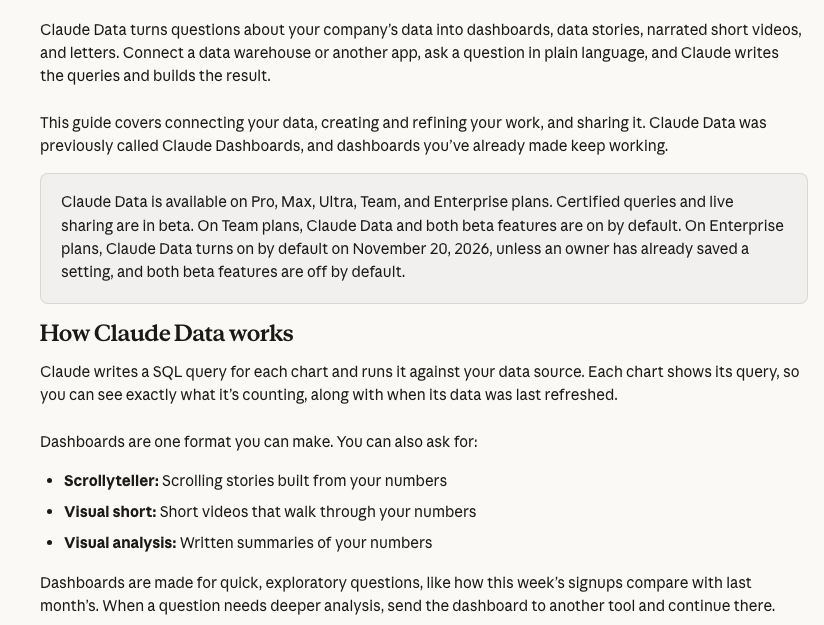 Claude Data turns questions about your company’s data into dashboards, data stories, narrated short videos,
and letters. Connect a data warehouse or another app, ask a question in plain language, and Claude writes
the queries and builds the result.
This guide covers connecting your data, creating and refining your work, and sharing it. Claude Data was
previously called Claude Dashboards, and dashboards you’ve already made keep working.
Claude Data is available on Pro, Max, Ultra, Team, and Enterprise plans. Certified queries and live
sharing are in beta. On Team plans, Claude Data and both beta features are on by default. On Enterprise
plans, Claude Data turns on by default on November 20, 2026, unless an owner has already saved a
setting, and both beta features are off by default.
How Claude Data works
Claude writes a SQL query for each chart and runs it against your data source. Each chart shows its query, so
you can see exactly what it’s counting, along with when its data was last refreshed.
Dashboards are one format you can make. You can also ask for:
• Scrollyteller: Scrolling stories built from your numbers
• Visual short: Short videos that walk through your numbers
• Visual analysis: Written summaries of your numbers
Dashboards are made for quick, exploratory questions, like how this week’s signups compare with last
month’s. When a question needs deeper analysis, send the dashboard to another tool and continue there.